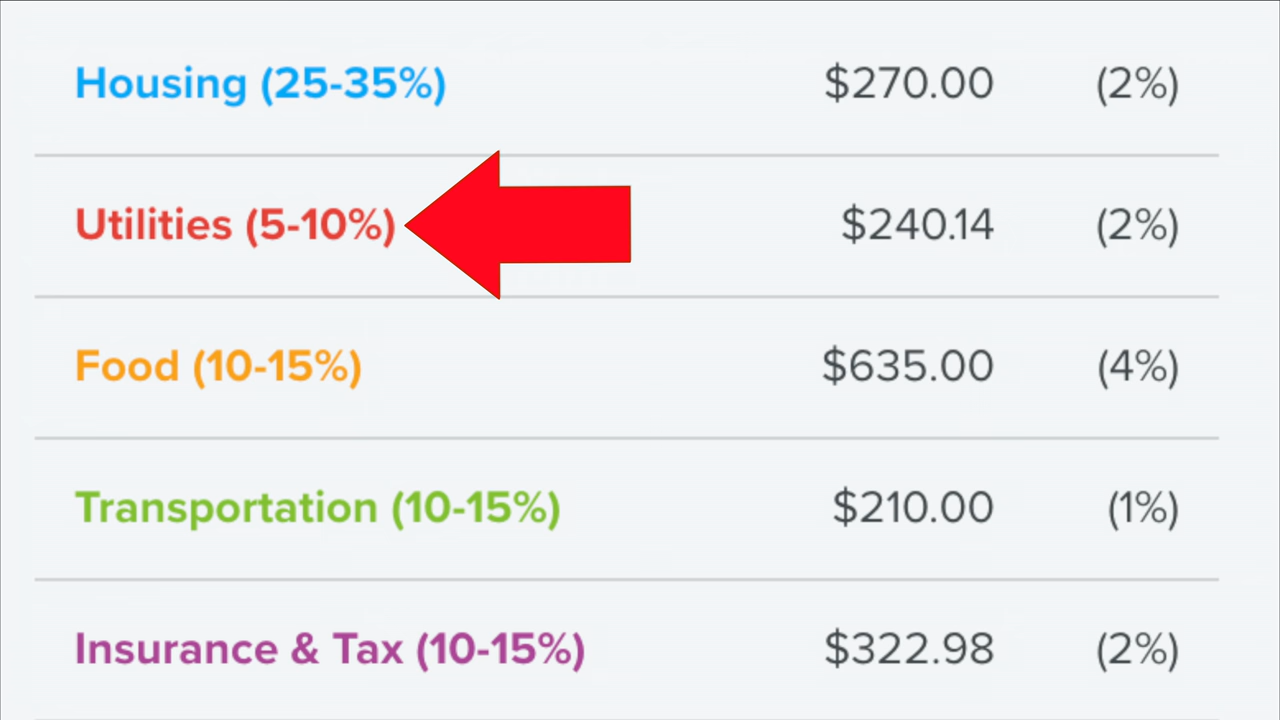 Housing (25-35%) $270.00 (2%)
Utilities (5-10%) $240.14 (2%)
Food (10-15%) $635.00 (4%)
Transportation (10-15%) $210.00 (1%)
Insurance & Tax (10-15%) $322.98 (2%)